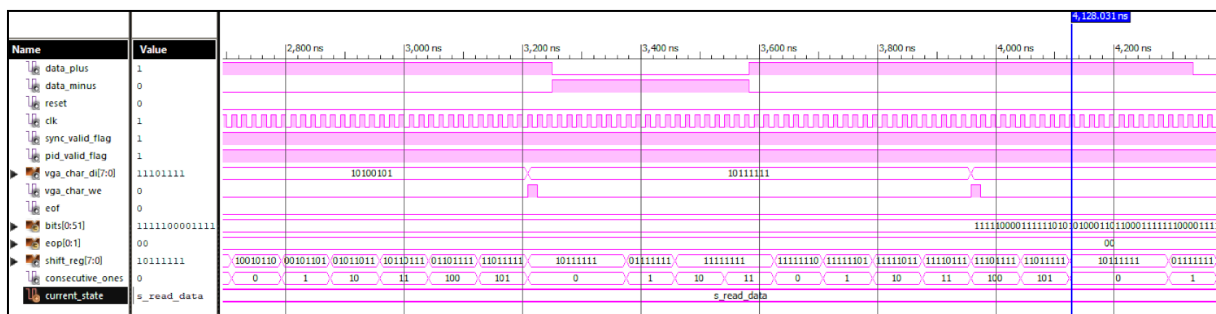 4,128.031 ns
Name Value 2,800 ns 3,000 ns 3,200 ns 3,400 ns 3,600 ns 3,800 ns 4,000 ns 4,200 ns
data_plus 1
data_minus 0
reset 0
clk 1
sync_valid_flag 1
pid_valid_flag 1
vga_char_di[7:0] 11101111 10100101 10111111
vga_char_we 0
eof 0
bits[0:51] 1111100001111
eop[0:1] 00 00
shift_reg[7:0] 10111111 10010110 00101101 01011011 10110111 01101111 11011111 10111111 01111111 11111111 11111110 11111101 11111011 11110111 11101111 11011111 10111111 01111111
consecutive_ones 0 0 1 10 11 100 101 0 1 10 11 0 1 10 11 100 101 0 1
current_state s_read_data s_read_data